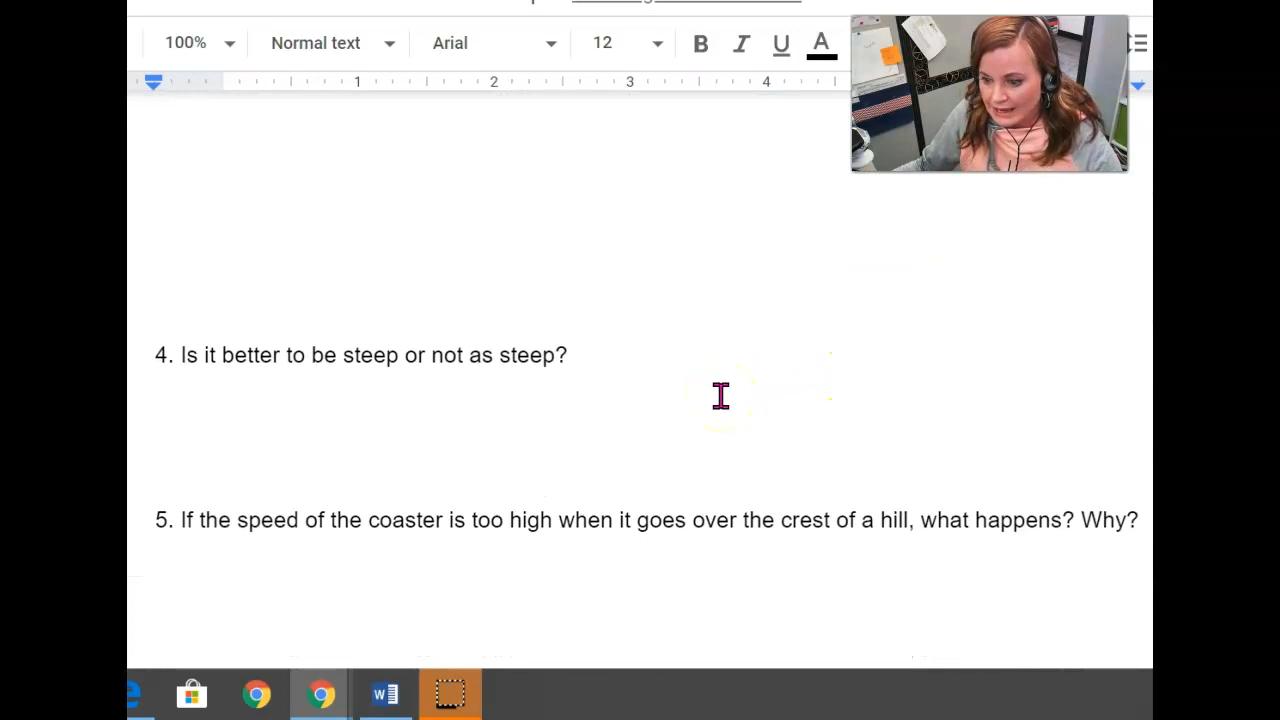 100% Normal text Arial 12 B I U A
1 2 3 4
4. Is it better to be steep or not as steep?
5. If the speed of the coaster is too high when it goes over the crest of a hill, what happens? Why?
W